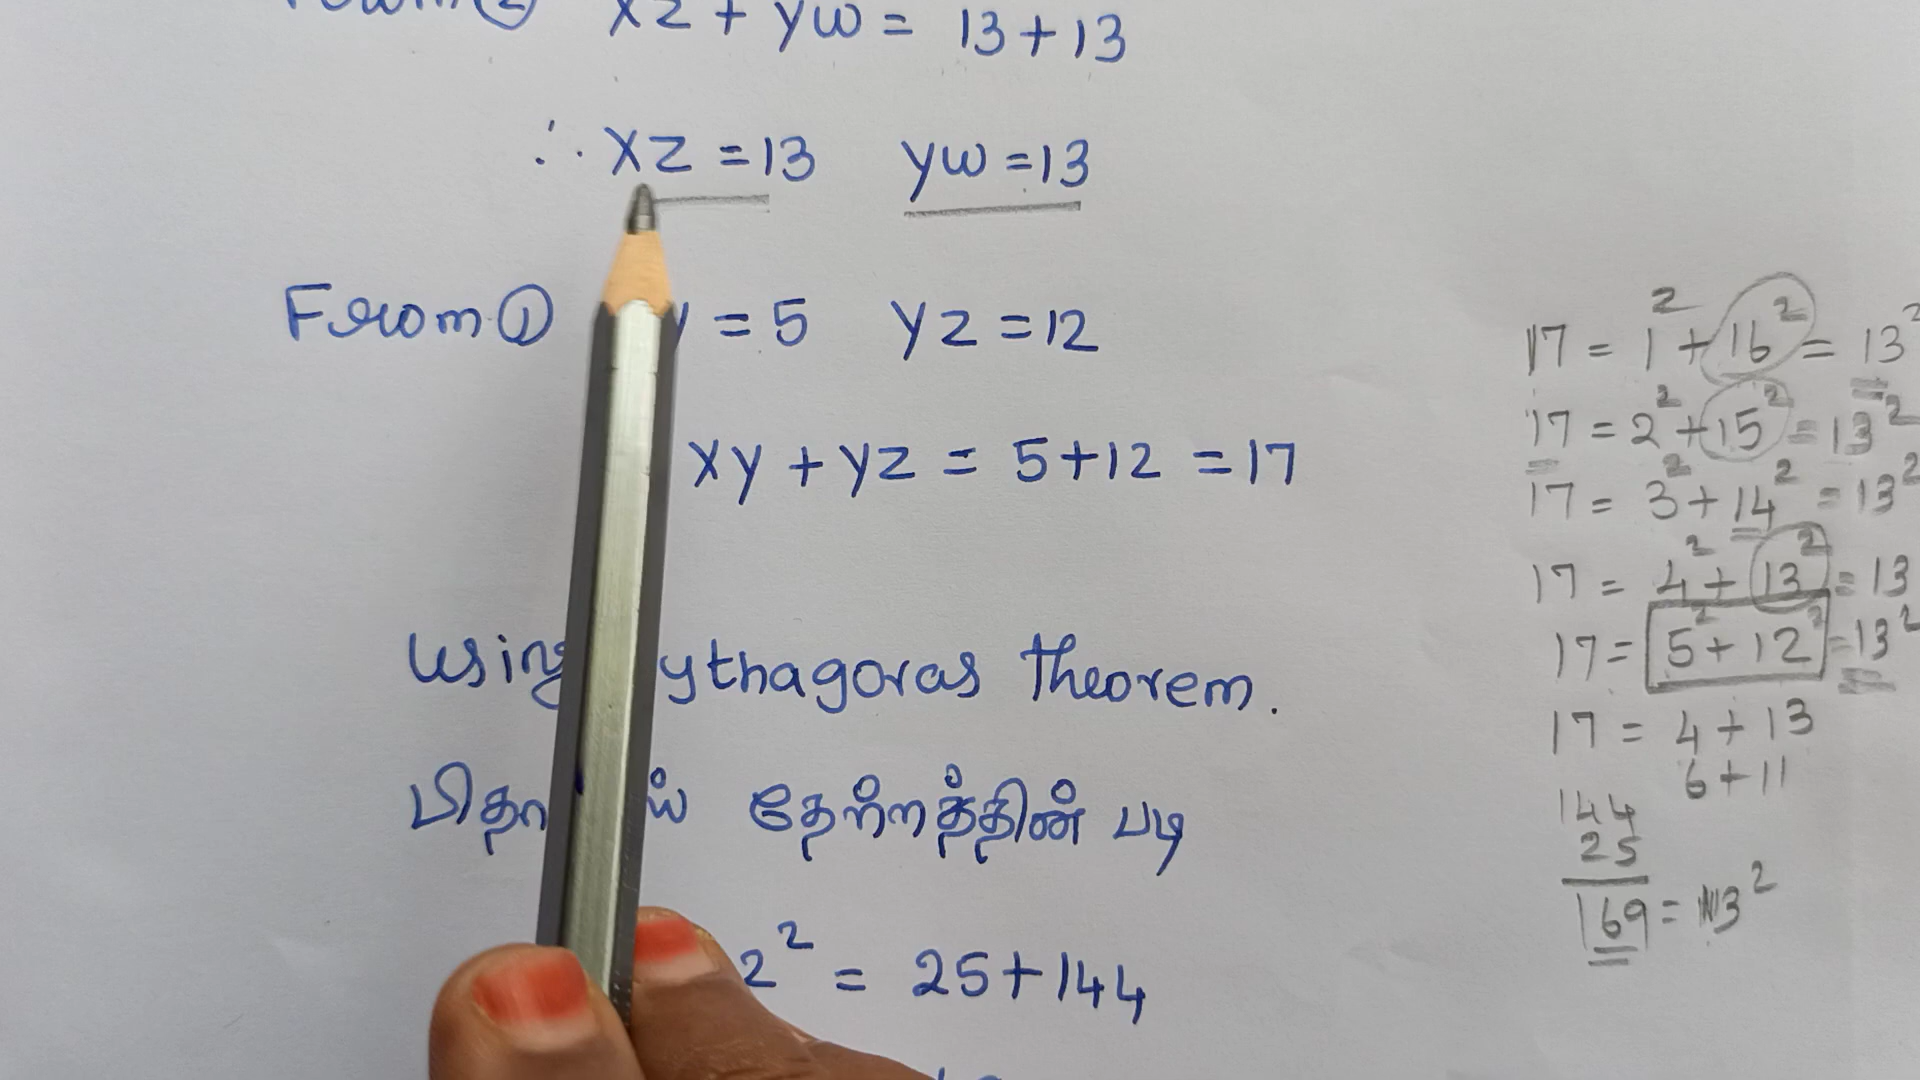 xz + yw = 13+13
∴ xz = 13 yw = 13
From ① = 5 yz = 12
xy + yz = 5+12 = 17
theorem.
தேற்றத்தின் படி
2² = 25+144
17 = 1² + 16² = 13²
17 = 2² + 15² = 13²
17 = 3² + 14² = 13²
17 = 4² + 13² = 13
17 = 5² + 12² = 13²
17 = 4 + 13
6 + 11
144
25
169 = 13²